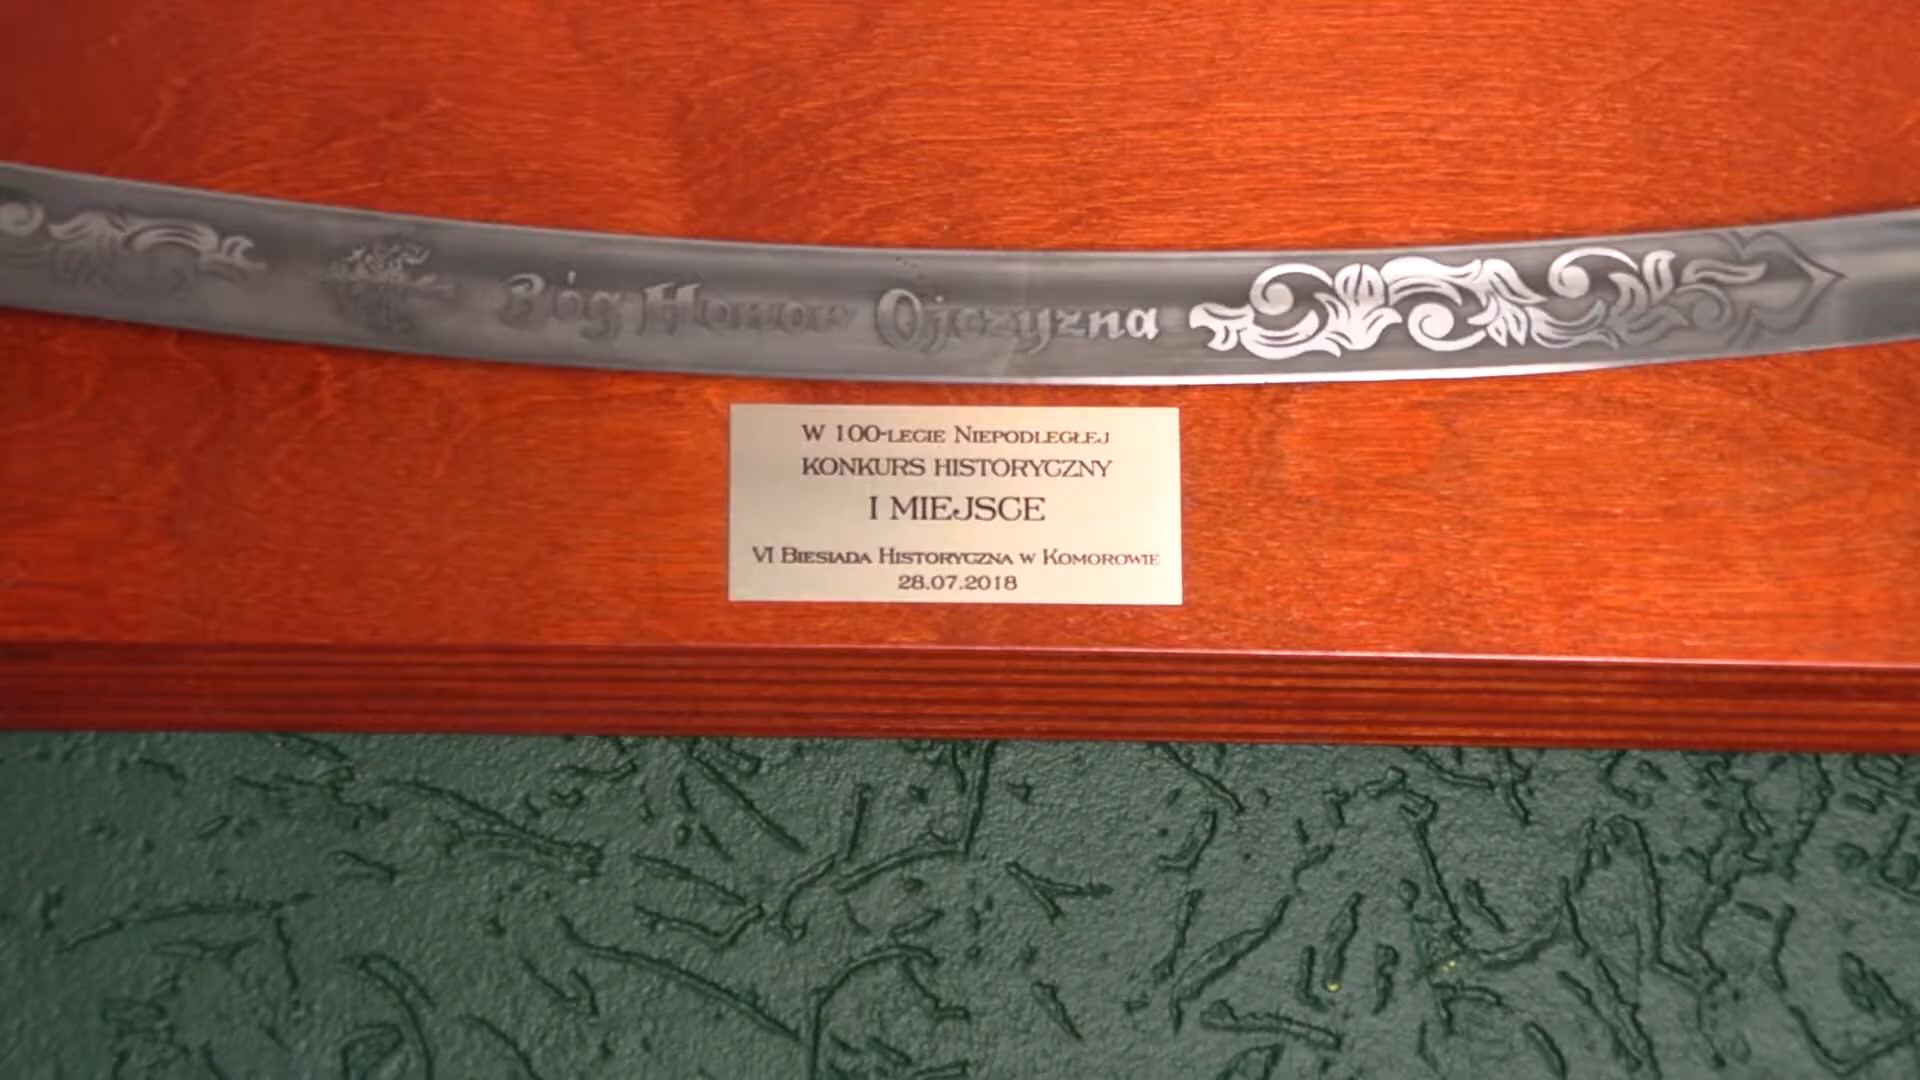 Bóg Honor Ojczyzna
W 100-LECIE NIEPODLEGŁEJ
KONKURS HISTORYCZNY
I MIEJSCE
VI BIESIADA HISTORYCZNA W KOMOROWIE
28.07.2018